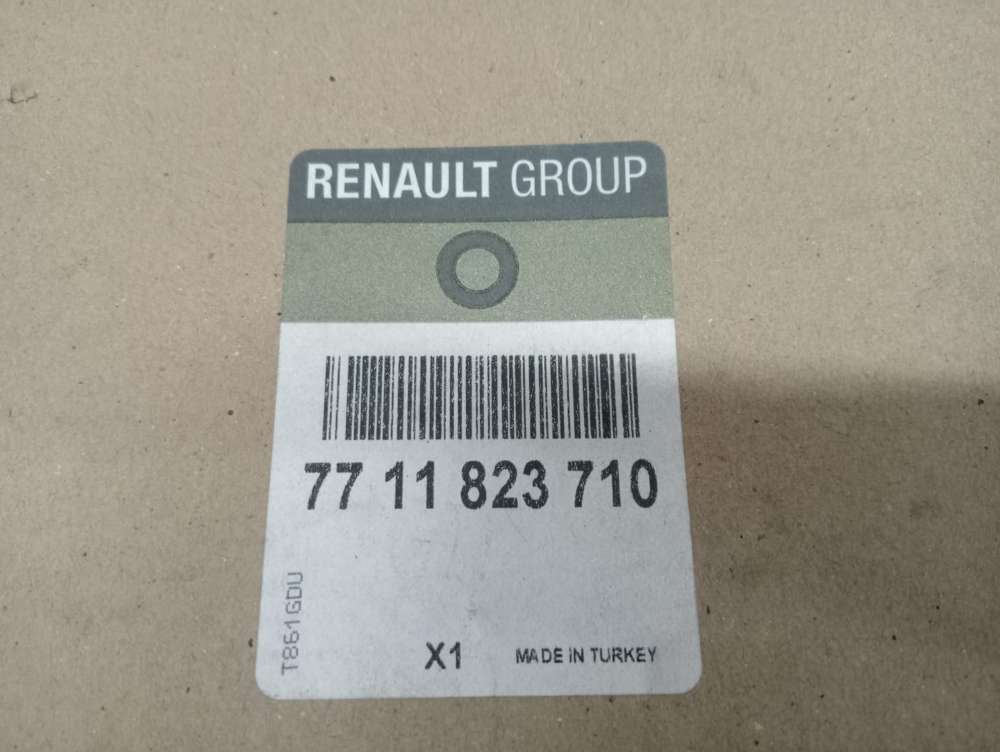 RENAULT GROUP
77 11 823 710
T861GDU
X1
MADE IN TURKEY